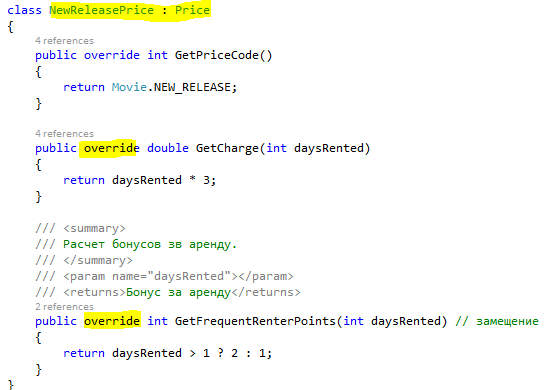 class NewReleasePrice : Price
{
4 references
public override int GetPriceCode()
{
return Movie.NEW_RELEASE;
}
4 references
public override double GetCharge(int daysRented)
{
return daysRented * 3;
}
/// <summary>
/// Расчет бонусов зв аренду.
/// </summary>
/// <param name="daysRented"></param>
/// <returns>Бонус за аренду</returns>
2 references
public override int GetFrequentRenterPoints(int daysRented) // замещение
{
return daysRented > 1 ? 2 : 1;
}
}